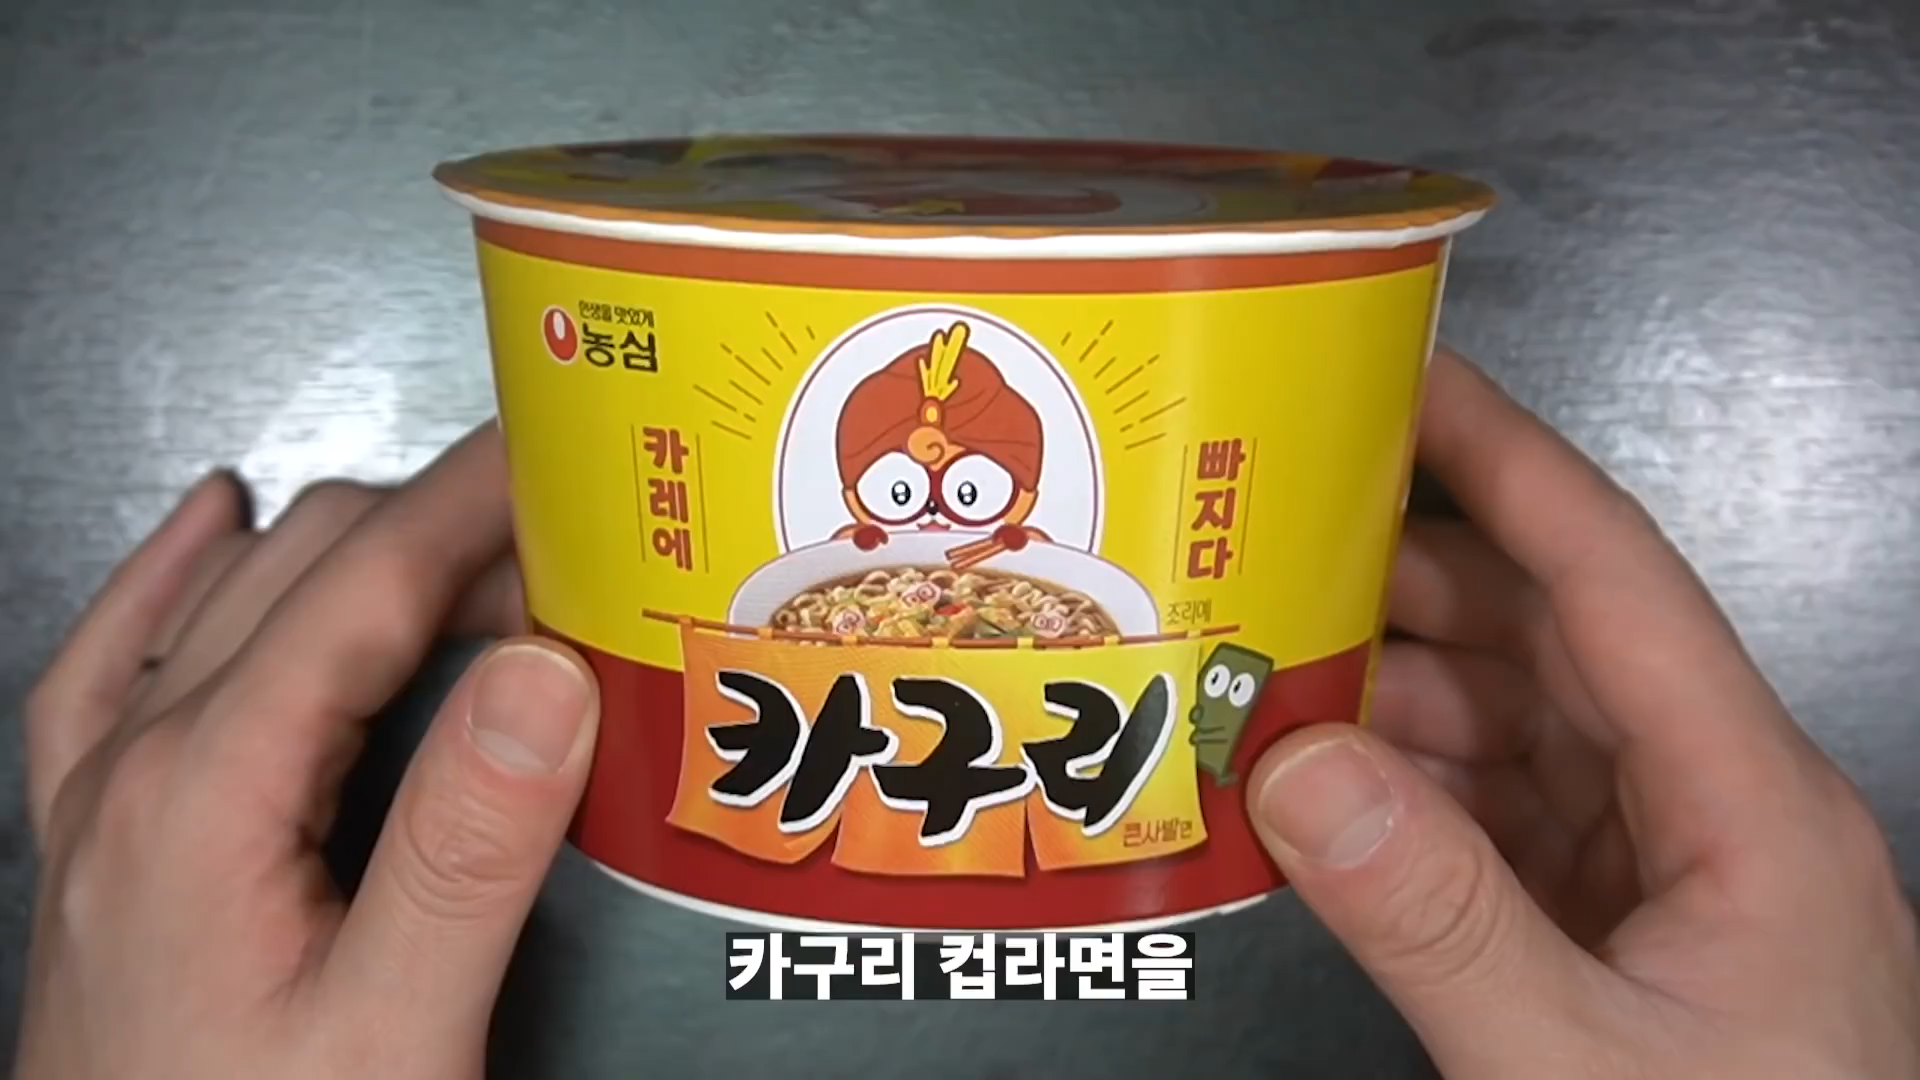 인생을 맛있게
농심
카레에
빠지다
조리예
카구리
큰사발면
카구리 컵라면을